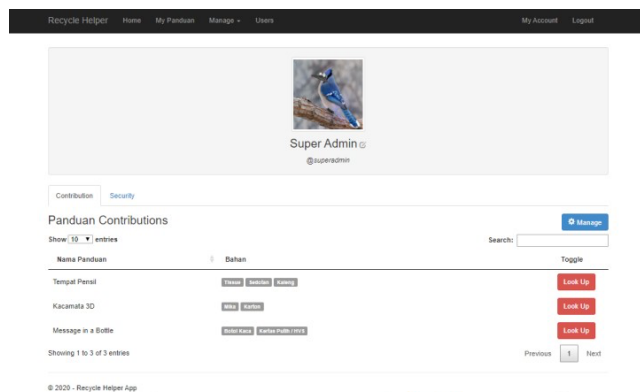 Recycle Helper Home My Panduan Manage Users My Account Logout
Super Admin
@superadmin
Contribution Security
Panduan Contributions Manage
Show 10 entries Search:
Nama Panduan Bahan Toggle
Tempat Pensil Tissue Sedotan Kaleng Look Up
Kacamata 3D Mika Karton Look Up
Message in a Bottle Botol Kaca Kertas Putih / HVS Look Up
Showing 1 to 3 of 3 entries Previous 1 Next
© 2020 - Recycle Helper App